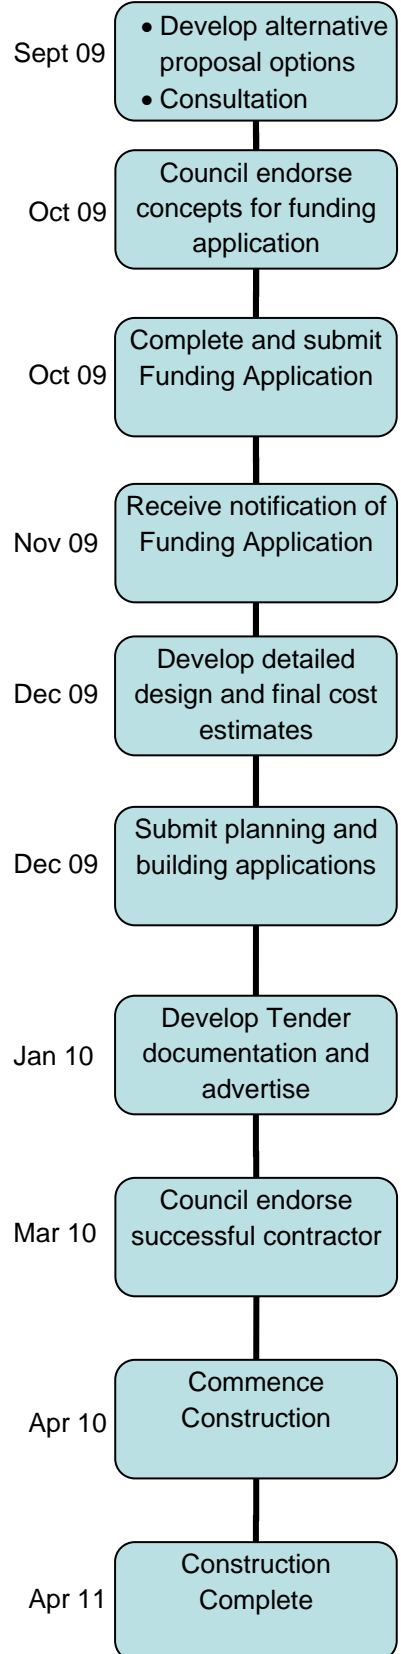 Sept 09
• Develop alternative
proposal options
• Consultation
Oct 09
Council endorse
concepts for funding
application
Oct 09
Complete and submit
Funding Application
Nov 09
Receive notification of
Funding Application
Dec 09
Develop detailed
design and final cost
estimates
Dec 09
Submit planning and
building applications
Jan 10
Develop Tender
documentation and
advertise
Mar 10
Council endorse
successful contractor
Apr 10
Commence
Construction
Apr 11
Construction
Complete